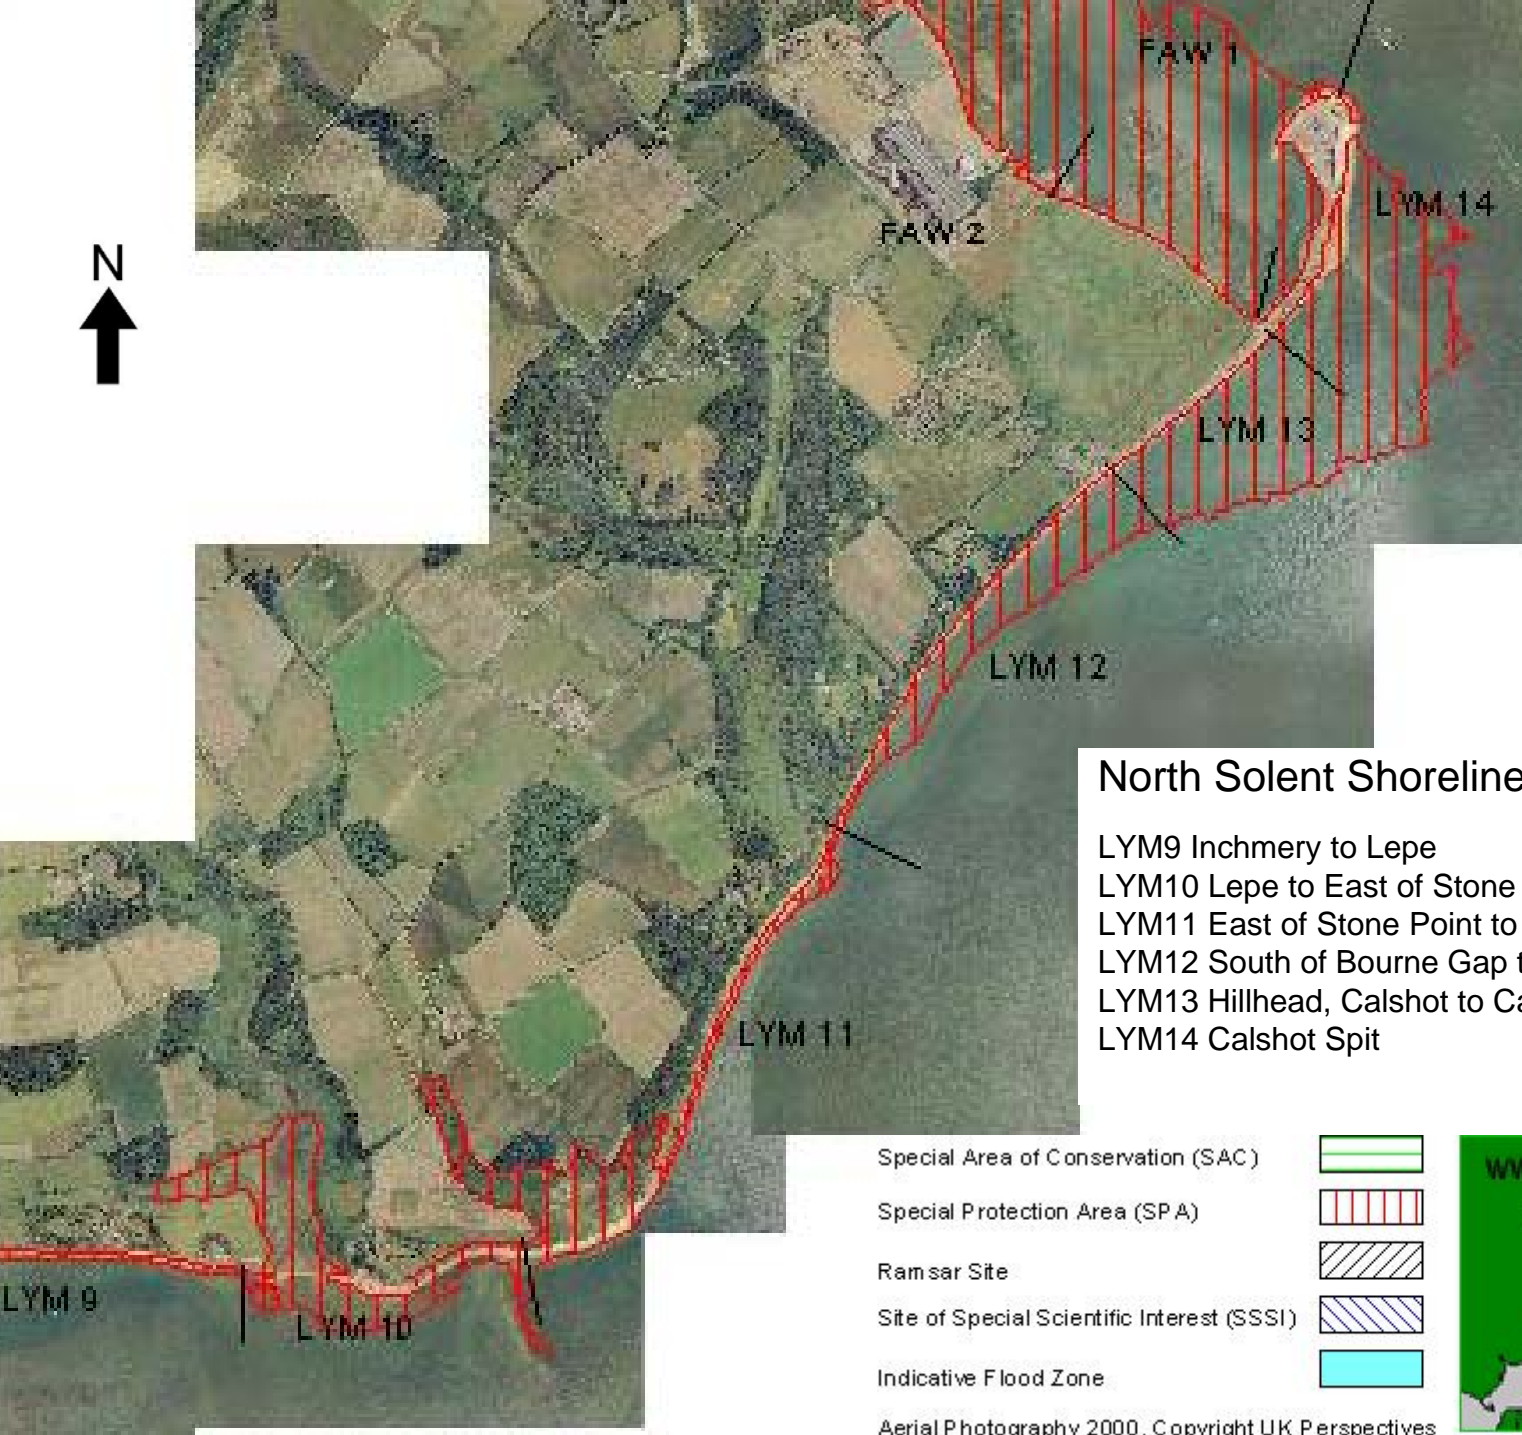 FAW 1
LYM 14
FAW 2
N
LYM 13
LYM 12
North Solent Shoreline
LYM9 Inchmery to Lepe
LYM10 Lepe to East of Stone
LYM11 East of Stone Point to
LYM12 South of Bourne Gap t
LYM13 Hillhead, Calshot to Ca
LYM14 Calshot Spit
LYM 11
Special Area of Conservation (SAC)
Special Protection Area (SPA)
Ramsar Site
Site of Special Scientific Interest (SSSI)
Indicative Flood Zone
Aerial Photography 2000. Copyright UK Perspectives
LYM 9
LYM 10